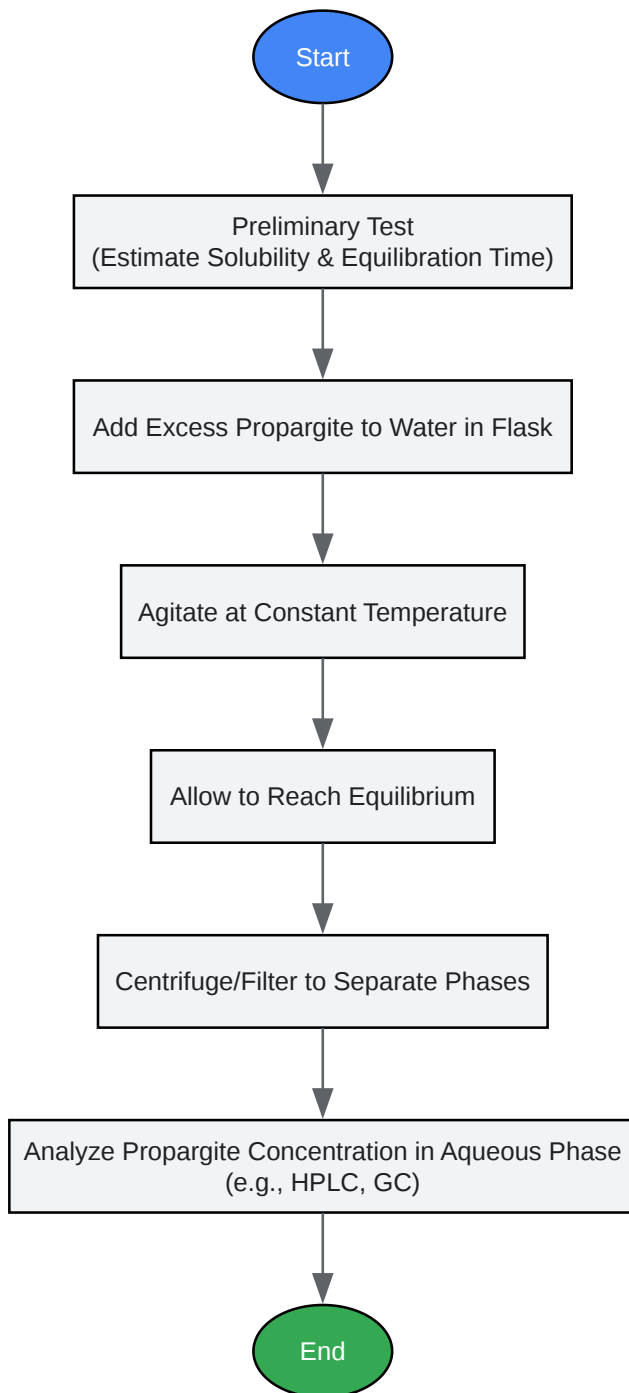 Start
Preliminary Test
(Estimate Solubility & Equilibration Time)
Add Excess Propargite to Water in Flask
Agitate at Constant Temperature
Allow to Reach Equilibrium
Centrifuge/Filter to Separate Phases
Analyze Propargite Concentration in Aqueous Phase
(e.g., HPLC, GC)
End